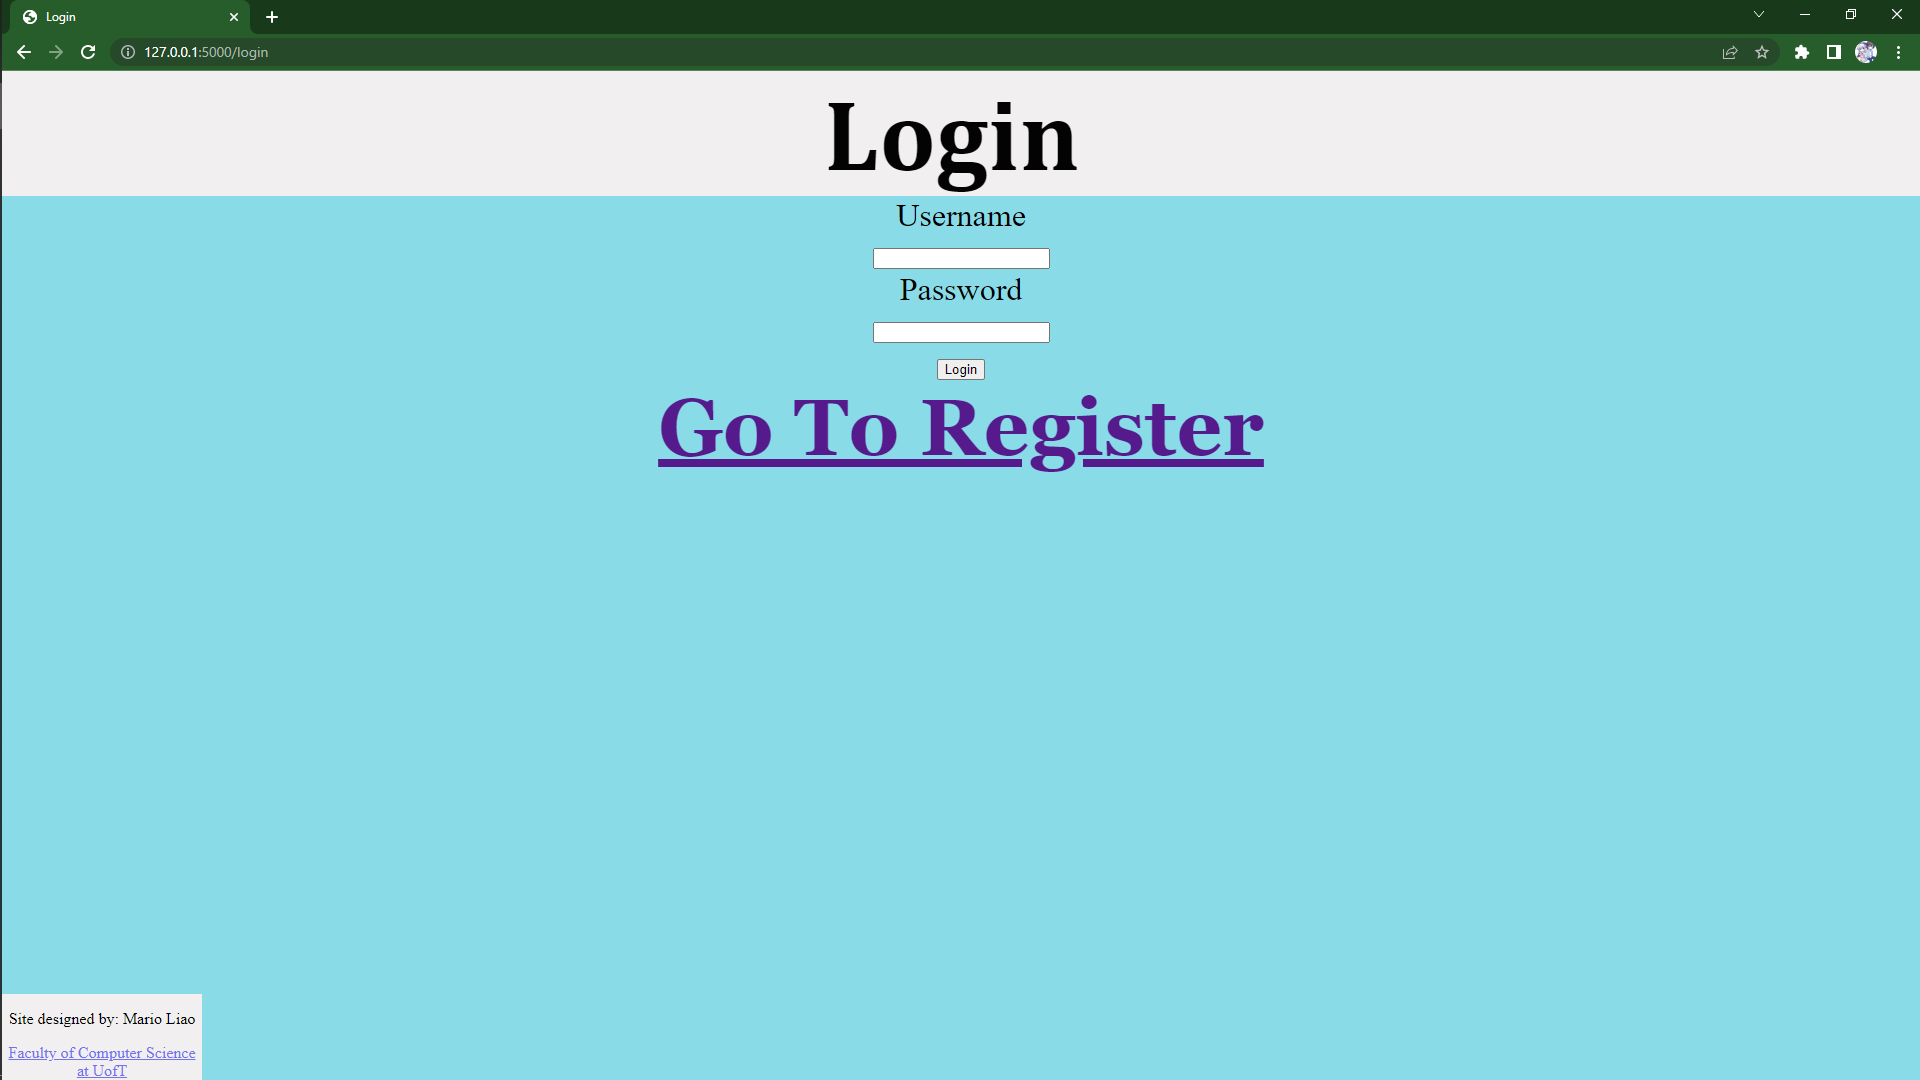 Login
127.0.0.1:5000/login
Login
Username
Password
Login
Go To Register
Site designed by: Mario Liao
Faculty of Computer Science
at UofT